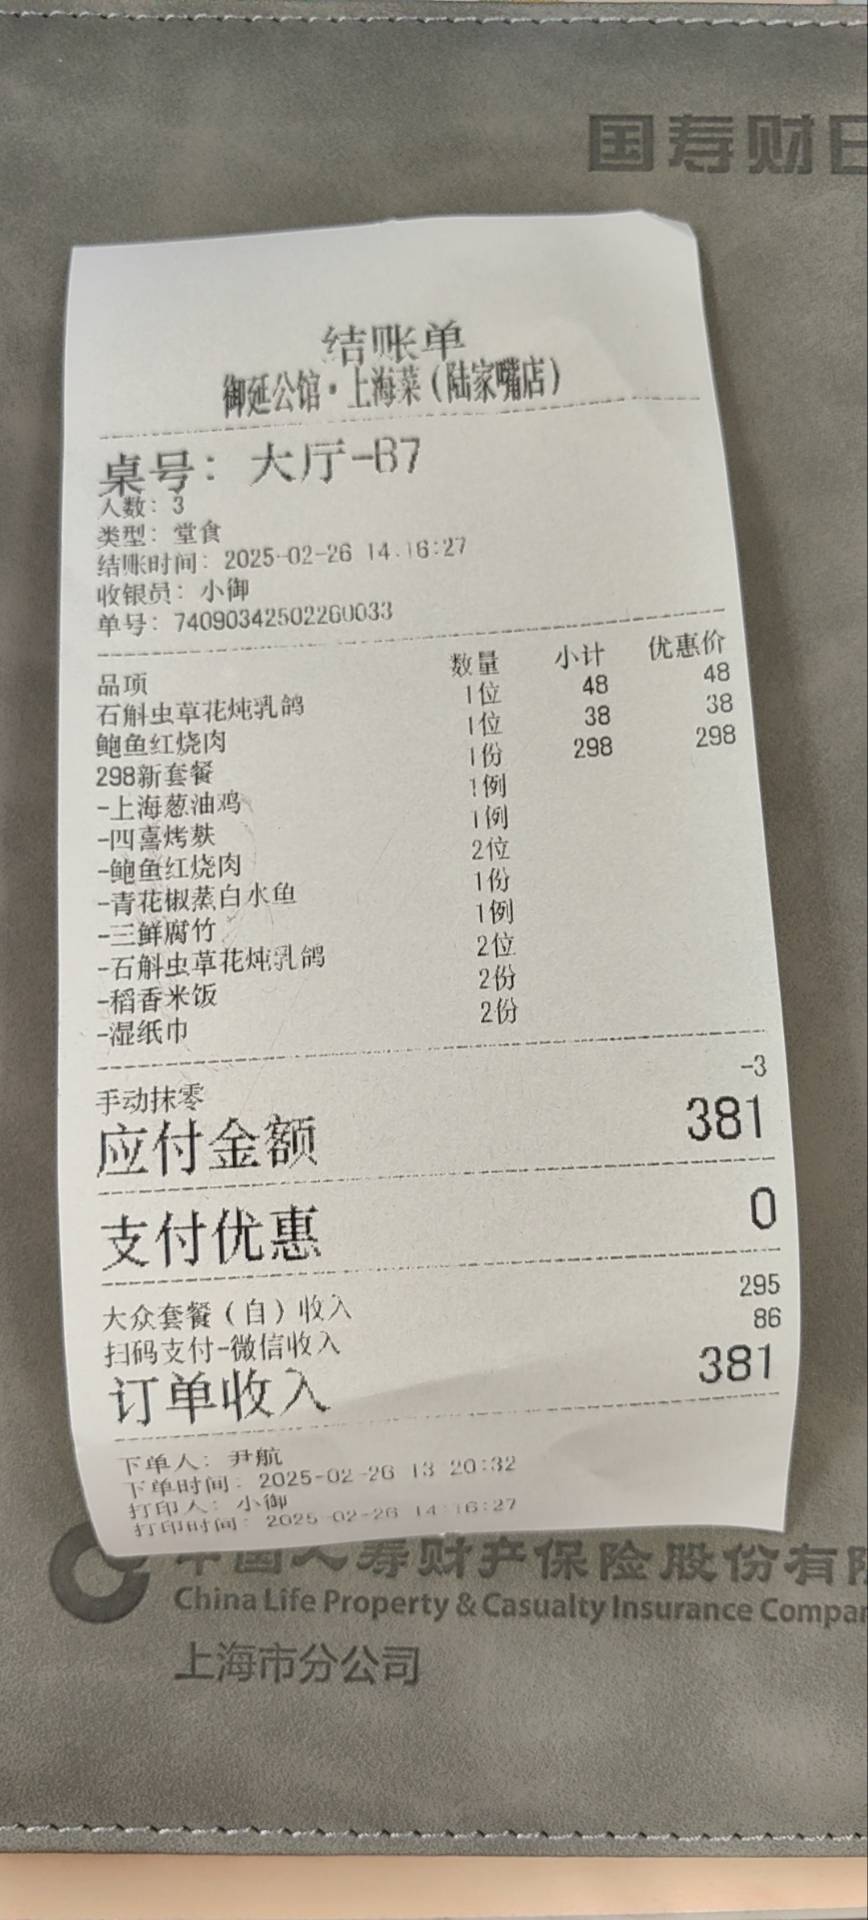 国寿财
结账单
御延公馆·上海菜(陆家嘴店)
桌号: 大厅-B7
人数: 3
类型: 堂食
结账时间: 2025-02-26 14:16:27
收银员: 小御
单号: 74090342502260033
品项 数量 小计 优惠价
石斛虫草花炖乳鸽 1位 48 48
鲍鱼红烧肉 1位 38 38
298新套餐 1份 298 298
-上海葱油鸡 1例
-四喜烤麸 1例
-鲍鱼红烧肉 2位
-青花椒蒸白水鱼 1份
-三鲜腐竹 1例
-石斛虫草花炖乳鸽 2位
-稻香米饭 2份
-湿纸巾 2份
手动抹零 -3
应付金额 381
支付优惠 0
大众套餐(自)收入 295
扫码支付-微信收入 86
订单收入 381
下单人: 尹航
下单时间: 2025-02-26 13:20:32
打印人: 小御
打印时间: 2025-02-26 14:16:27
中国人寿财产保险股份有限
China Life Property & Casualty Insurance Compan
上海市分公司